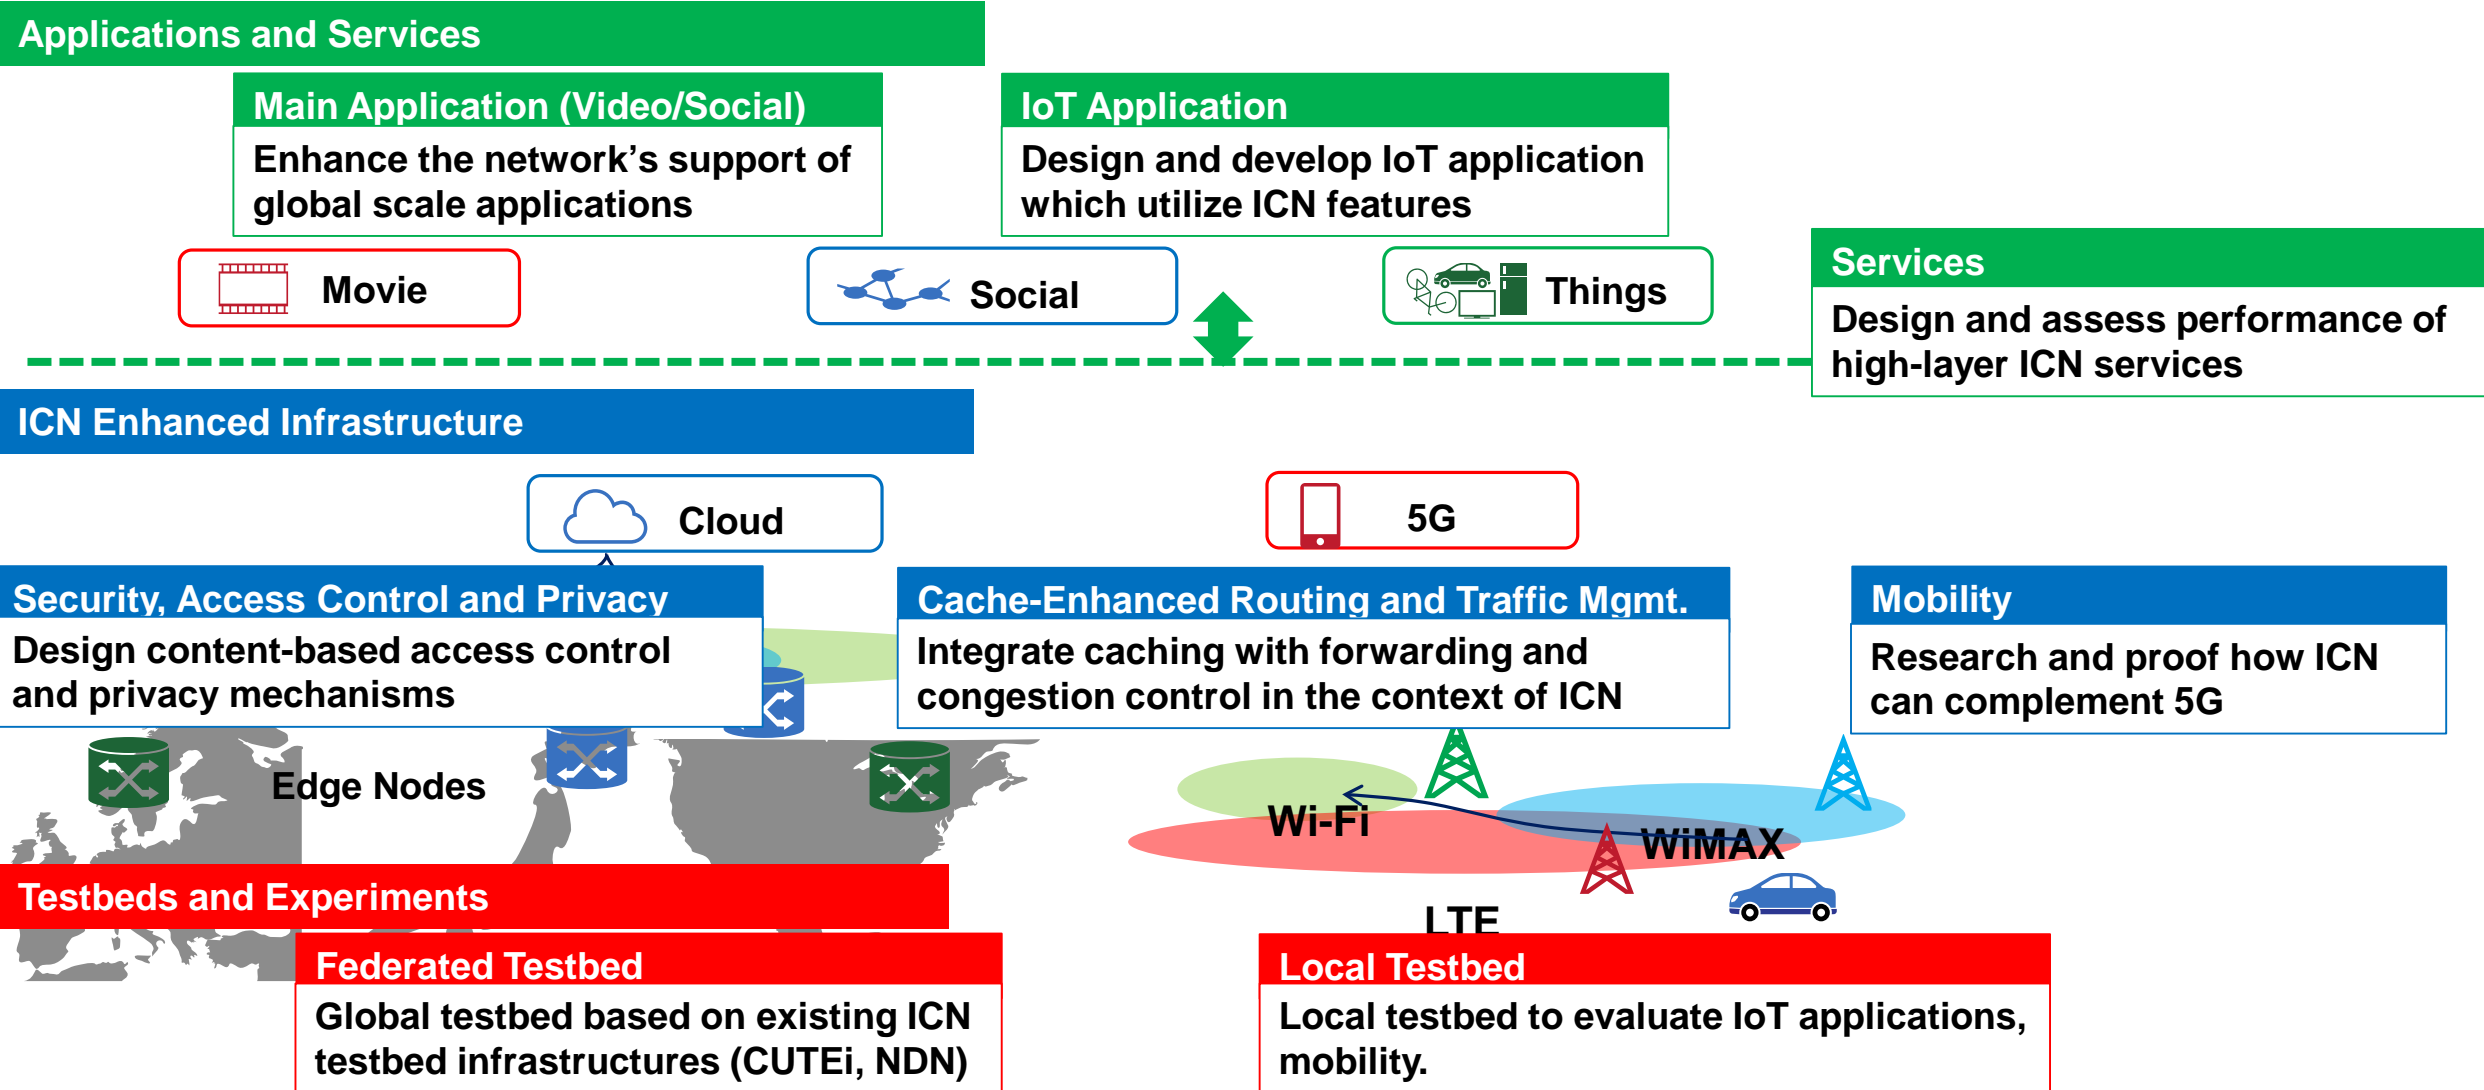 Applications and Services
Main Application (Video/Social)
Enhance the network’s support of
global scale applications
IoT Application
Design and develop IoT application
which utilize ICN features
Movie
Social
Things
Services
Design and assess performance of
high-layer ICN services
ICN Enhanced Infrastructure
Cloud
5G
Security, Access Control and Privacy
Design content-based access control
and privacy mechanisms
Cache-Enhanced Routing and Traffic Mgmt.
Integrate caching with forwarding and
congestion control in the context of ICN
Mobility
Research and proof how ICN
can complement 5G
Edge Nodes
Wi-Fi
WiMAX
LTE
Testbeds and Experiments
Federated Testbed
Global testbed based on existing ICN
testbed infrastructures (CUTEi, NDN)
Local Testbed
Local testbed to evaluate IoT applications,
mobility.